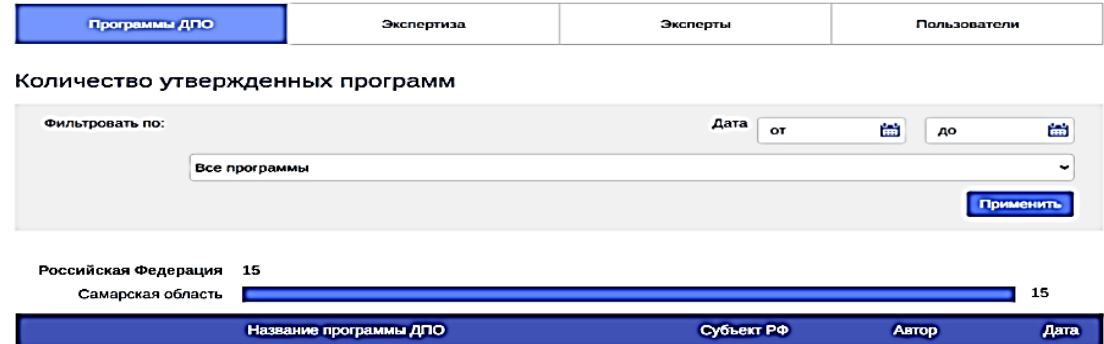 Программы ДПО Экспертиза Эксперты Пользователи
Количество утвержденных программ
Фильтровать по: Дата от до
Все программы
Применить
Российская Федерация 15
Самарская область 15
Название программы ДПО Субъект РФ Автор Дата